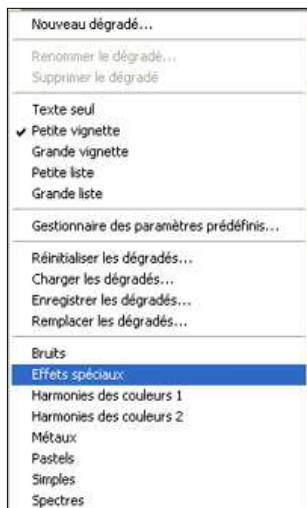 Nouveau dégradé...
Renommer le dégradé...
Supprimer le dégradé
Texte seul
Petite vignette
Grande vignette
Petite liste
Grande liste
Gestionnaire des paramètres prédéfinis...
Réinitialiser les dégradés...
Charger les dégradés...
Enregistrer les dégradés...
Remplacer les dégradés...
Bruits
Effets spéciaux
Harmonies des couleurs 1
Harmonies des couleurs 2
Métaux
Pastels
Simples
Spectres